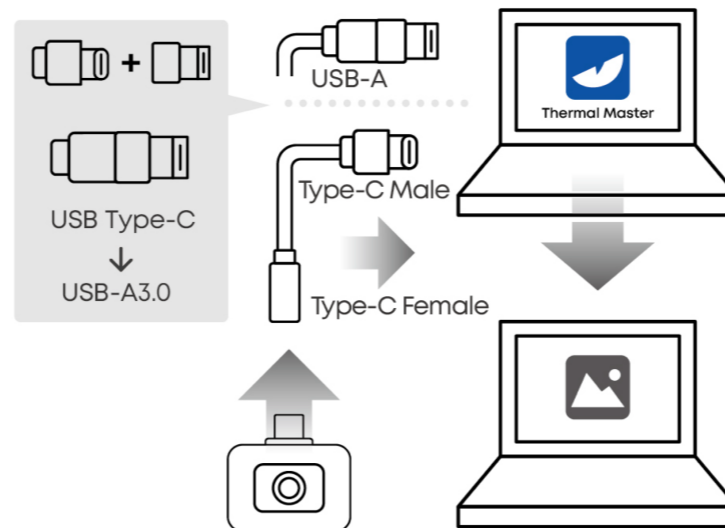 USB-A
Thermal Master
Type-C Male
USB Type-C
USB-A3.0
Type-C Female